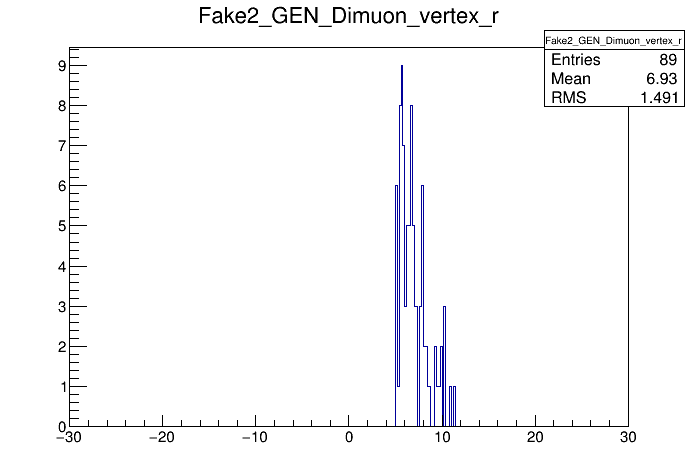 Fake2_GEN_Dimuon_vertex_r
Fake2_GEN_Dimuon_vertex_r
Entries 89
Mean 6.93
RMS 1.491
9
8
7
6
5
4
3
2
1
0
−30 −20 −10 0 10 20 30